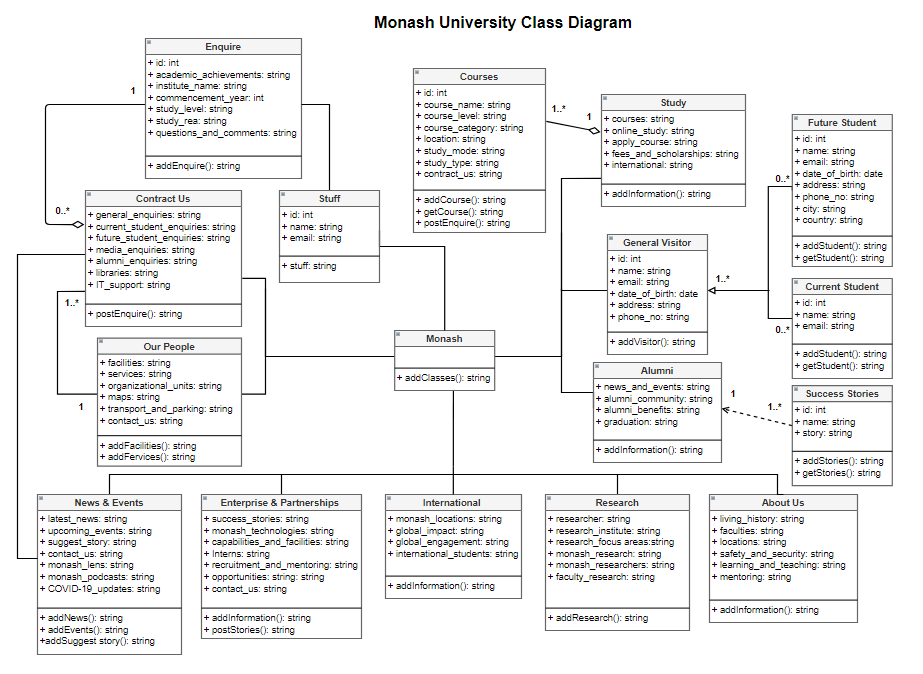 Monash University Class Diagram
Enquire
+ id: int
+ academic_achievements: string
+ institute_name: string
+ commencement_year: int
+ study_level: string
+ study_rea: string
+ questions_and_comments: string
+ addEnquire(): string
1
0..*
Contract Us
+ general_enquiries: string
+ current_student_enquiries: string
+ future_student_enquiries: string
+ media_enquiries: string
+ alumni_enquiries: string
+ libraries: string
+ IT_support: string
+ postEnquire(): string
1..*
1
Stuff
+ id: int
+ name: string
+ email: string
+ stuff: string
Our People
+ facilities: string
+ services: string
+ organizational_units: string
+ maps: string
+ transport_and_parking: string
+ contact_us: string
+ addFacilities(): string
+ addFervices(): string
Courses
+ id: int
+ course_name: string
+ course_level: string
+ course_category: string
+ location: string
+ study_mode: string
+ study_type: string
+ contract_us: string
+ addCourse(): string
+ getCourse(): string
+ postEnquire(): string
1..*
1
Study
+ courses: string
+ online_study: string
+ apply_course: string
+ fees_and_scholarships: string
+ international: string
+ addInformation(): string
Future Student
+ id: int
+ name: string
+ email: string
+ date_of_birth: date
+ address: string
+ phone_no: string
+ city: string
+ country: string
+ addStudent(): string
+ getStudent(): string
0..*
General Visitor
+ id: int
+ name: string
+ email: string
+ date_of_birth: date
+ address: string
+ phone_no: string
+ addVisitor(): string
1..*
Current Student
+ id: int
+ name: string
+ email: string
+ addStudent(): string
+ getStudent(): string
0..*
Monash
+ addClasses(): string
Alumni
+ news_and_events: string
+ alumni_community: string
+ alumni_benefits: string
+ graduation: string
+ addInformation(): string
1
1..*
Success Stories
+ id: int
+ name: string
+ story: string
+ addStories(): string
+ getStories(): string
News & Events
+ latest_news: string
+ upcoming_events: string
+ suggest_story: string
+ contact_us: string
+ monash_lens: string
+ monash_podcasts: string
+ COVID-19_updates: string
+ addNews(): string
+ addEvents(): string
+addSuggest story(): string
Enterprise & Partnerships
+ success_stories: string
+ monash_technologies: string
+ capabilities_and_facilities: string
+ Interns: string
+ recruitment_and_mentoring: string
+ opportunities: string: string
+ contact_us: string
+ addInformation(): string
+ postStories(): string
International
+ monash_locations: string
+ global_impact: string
+ global_engagement: string
+ international_students: string
+ addInformation(): string
Research
+ researcher: string
+ research_institute: string
+ research_focus areas:string
+ monash_research: string
+ monash_researchers: string
+ faculty_research: string
+ addResearch(): string
About Us
+ living_history: string
+ faculties: string
+ locations: string
+ safety_and_security: string
+ learning_and_teaching: string
+ mentoring: string
+ addInformation(): string